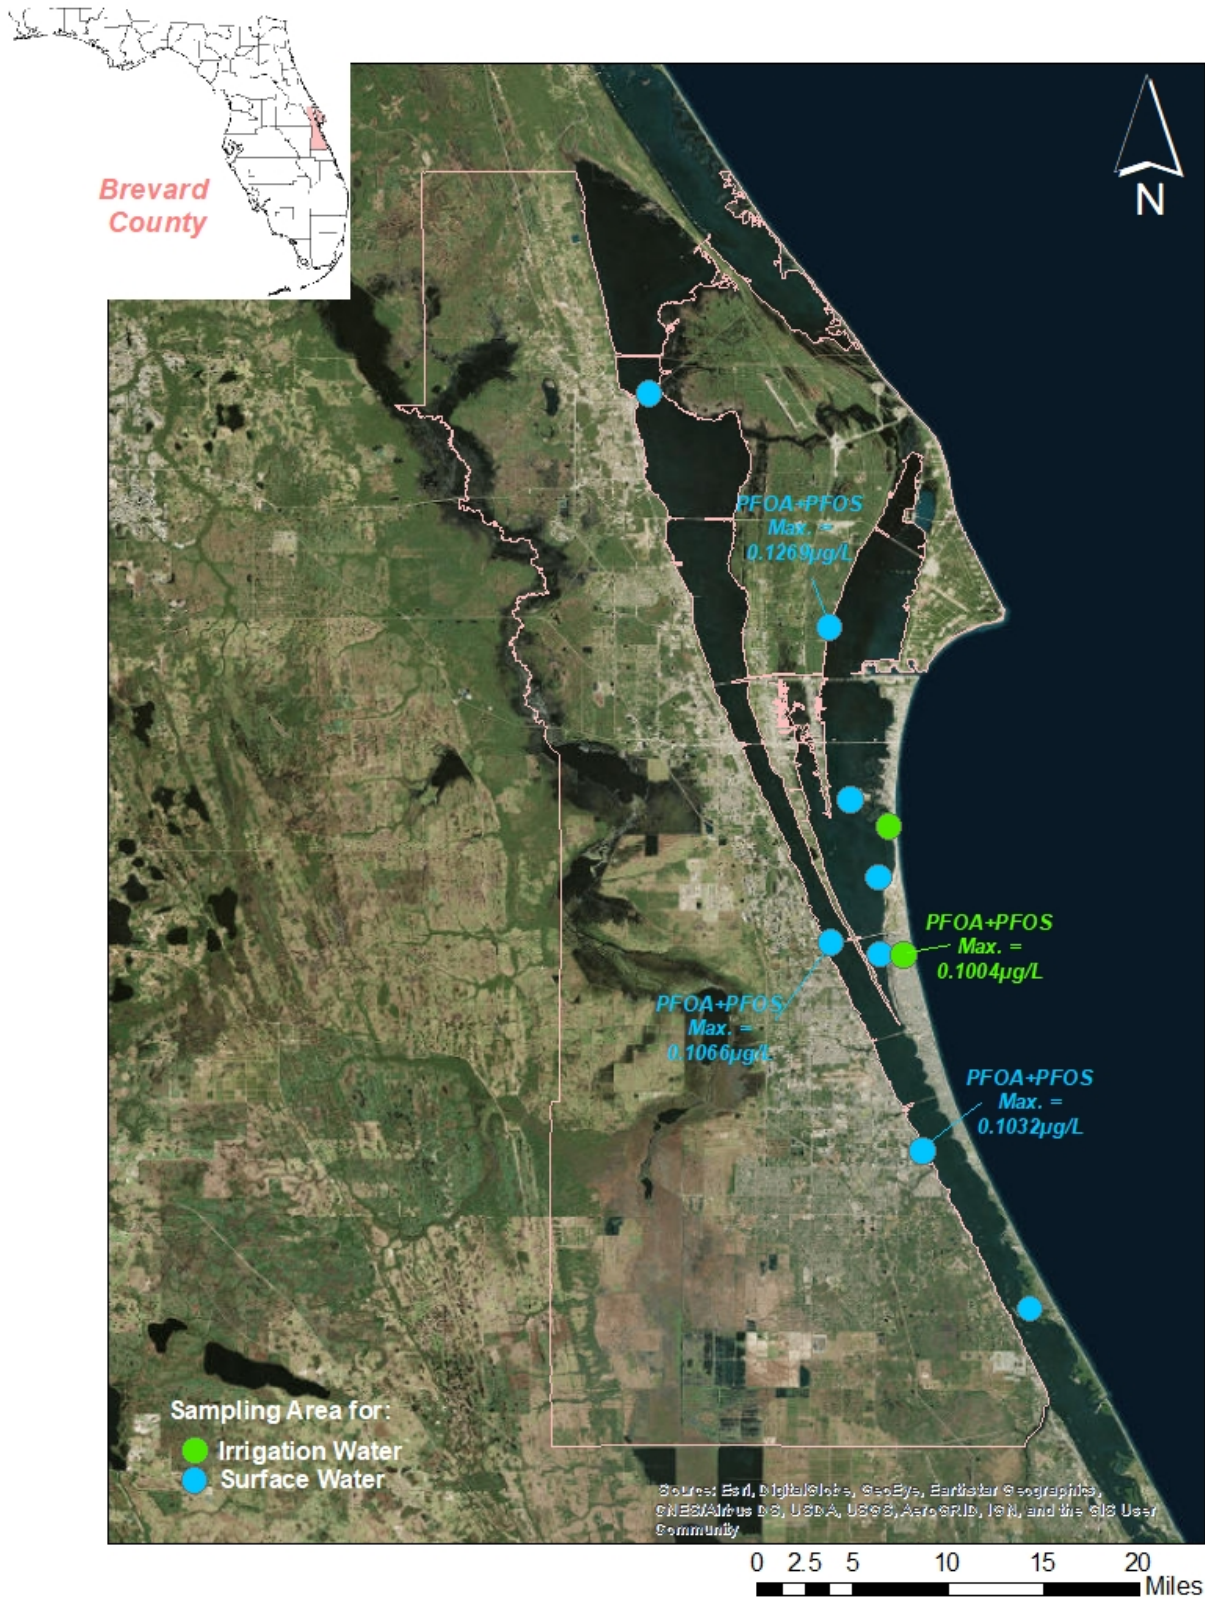 Brevard
County
N
PFOA+PFOS
Max. =
0.1269µg/L
PFOA+PFOS
Max. =
0.1004µg/L
PFOA+PFOS
Max. =
0.1066µg/L
PFOA+PFOS
Max. =
0.1032µg/L
Sampling Area for:
Irrigation Water
Surface Water
Source: Esri, DigitalGlobe, GeoEye, Earthstar Geographics,
CNES/Airbus DS, USDA, USGS, AeroGRID, IGN, and the GIS User
Community
0 2.5 5 10 15 20
Miles